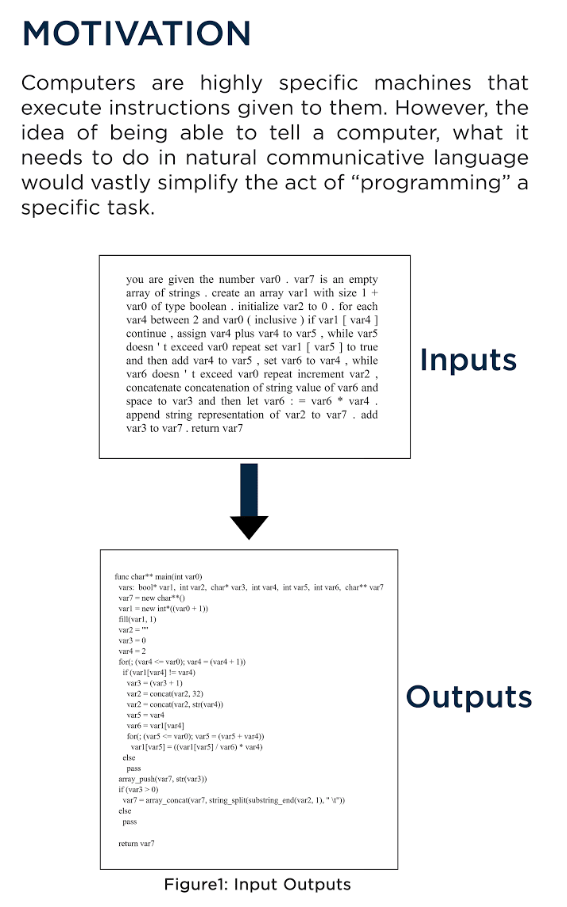 MOTIVATION
Computers are highly specific machines that
execute instructions given to them. However, the
idea of being able to tell a computer, what it
needs to do in natural communicative language
would vastly simplify the act of “programming” a
specific task.
you are given the number var0 . var7 is an empty
array of strings . create an array var1 with size 1 +
var0 of type boolean . initialize var2 to 0 . for each
var4 between 2 and var0 ( inclusive ) if var1 [ var4 ]
continue , assign var4 plus var4 to var5 , while var5
doesn ' t exceed var0 repeat set var1 [ var5 ] to true
and then add var4 to var5 , set var6 to var4 , while
var6 doesn ' t exceed var0 repeat increment var2 ,
concatenate concatenation of string value of var6 and
space to var3 and then let var6 : = var6 * var4 .
append string representation of var2 to var7 . add
var3 to var7 . return var7
Inputs
func char** main(int var0)
vars: bool* var1, int var2, char* var3, int var4, int var5, int var6, char** var7
var7 = new char**()
var1 = new int*((var0 + 1))
fill(var1, 1)
var2 = ""
var3 = 0
var4 = 2
for(; (var4 <= var0); var4 = (var4 + 1))
if (var1[var4] != var4)
var3 = (var3 + 1)
var2 = concat(var2, 32)
var2 = concat(var2, str(var4))
var5 = var4
var6 = var1[var4]
for(; (var5 <= var0); var5 = (var5 + var4))
var1[var5] = ((var1[var5] / var6) * var4)
else
pass
array_push(var7, str(var3))
if (var3 > 0)
var7 = array_concat(var7, string_split(substring_end(var2, 1), " \t"))
else
pass
return var7
Outputs
Figure1: Input Outputs